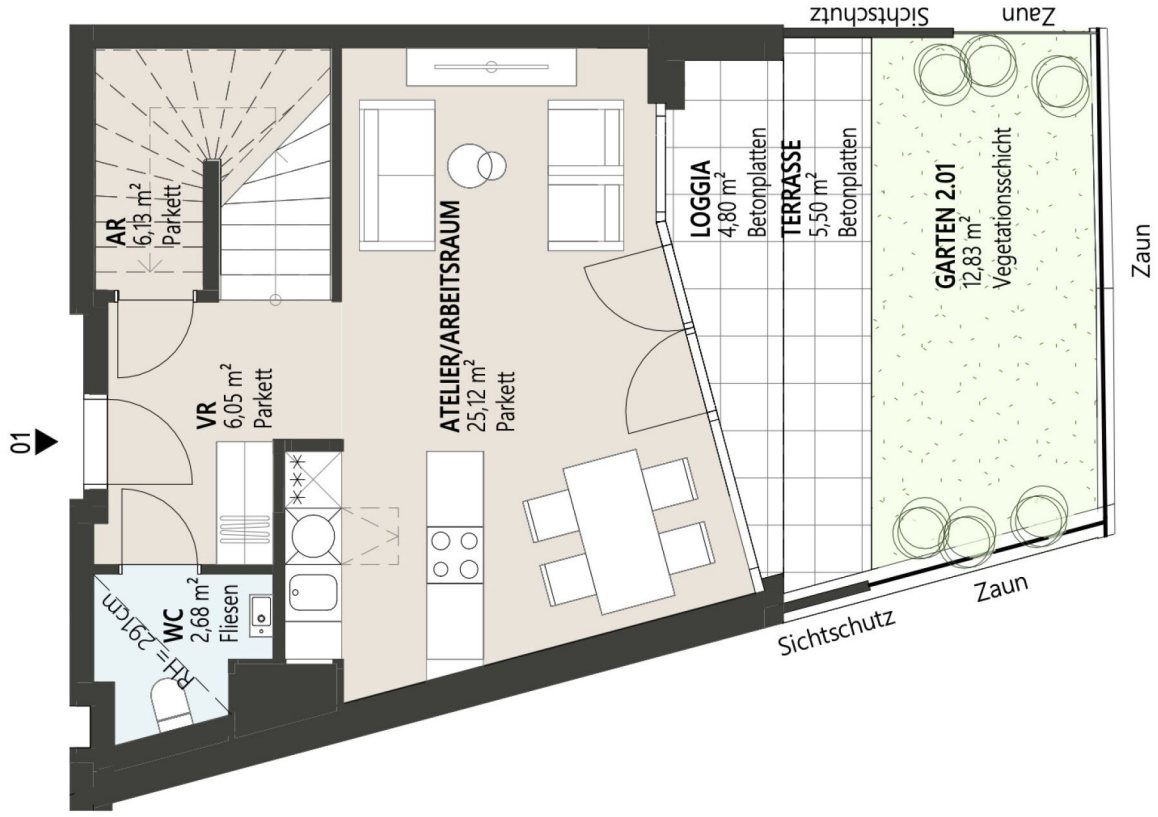 Sichtschutz
Zaun
AR
6,13 m²
Parkett
LOGGIA
4,80 m²
Betonplatten
TERRASSE
5,50 m²
Betonplatten
GARTEN 2.01
12,83 m²
Vegetationsschicht
Zaun
ATELIER/ARBEITSRAUM
25,12 m²
Parkett
VR
6,05 m²
Parkett
01
RH = 291cm
WC
2,68 m²
Fliesen
Sichtschutz
Zaun